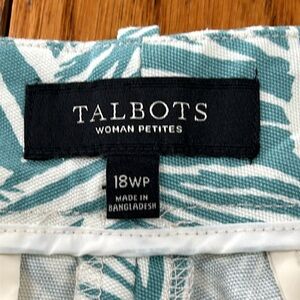 TALBOTS
WOMAN PETITES
18WP
MADE IN
BANGLADESH